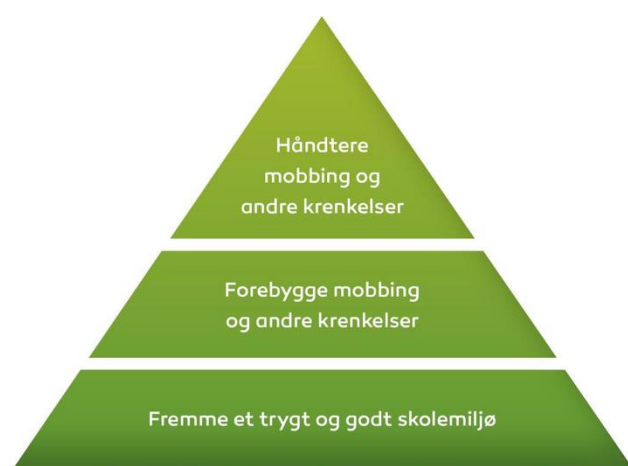 Håndtere
mobbing og
andre krenkelser
Forebygge mobbing
og andre krenkelser
Fremme et trygt og godt skolemiljø